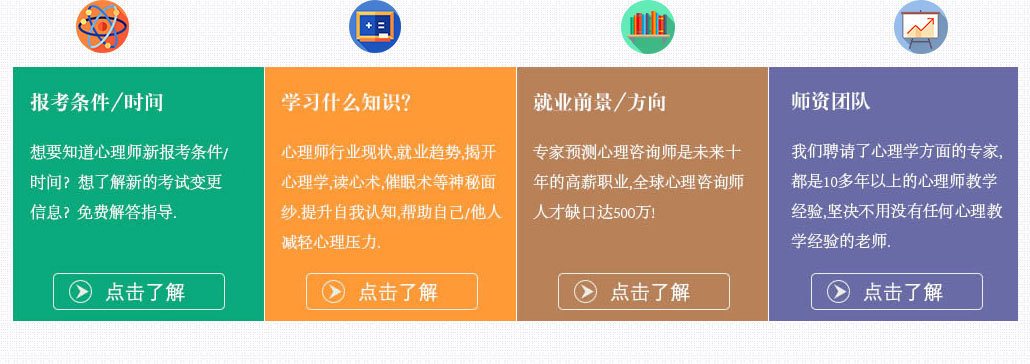 报考条件/时间
想要知道心理师新报考条件/
时间？想了解新的考试变更
信息？免费解答指导.
点击了解
学习什么知识?
心理师行业现状,就业趋势,揭开
心理学,读心术,催眠术等神秘面
纱.提升自我认知,帮助自己/他人
减轻心理压力.
点击了解
就业前景/方向
专家预测心理咨询师是未来十
年的高薪职业,全球心理咨询师
人才缺口达500万!
点击了解
师资团队
我们聘请了心理学方面的专家,
都是10多年以上的心理师教学
经验,坚决不用没有任何心理教
学经验的老师.
点击了解